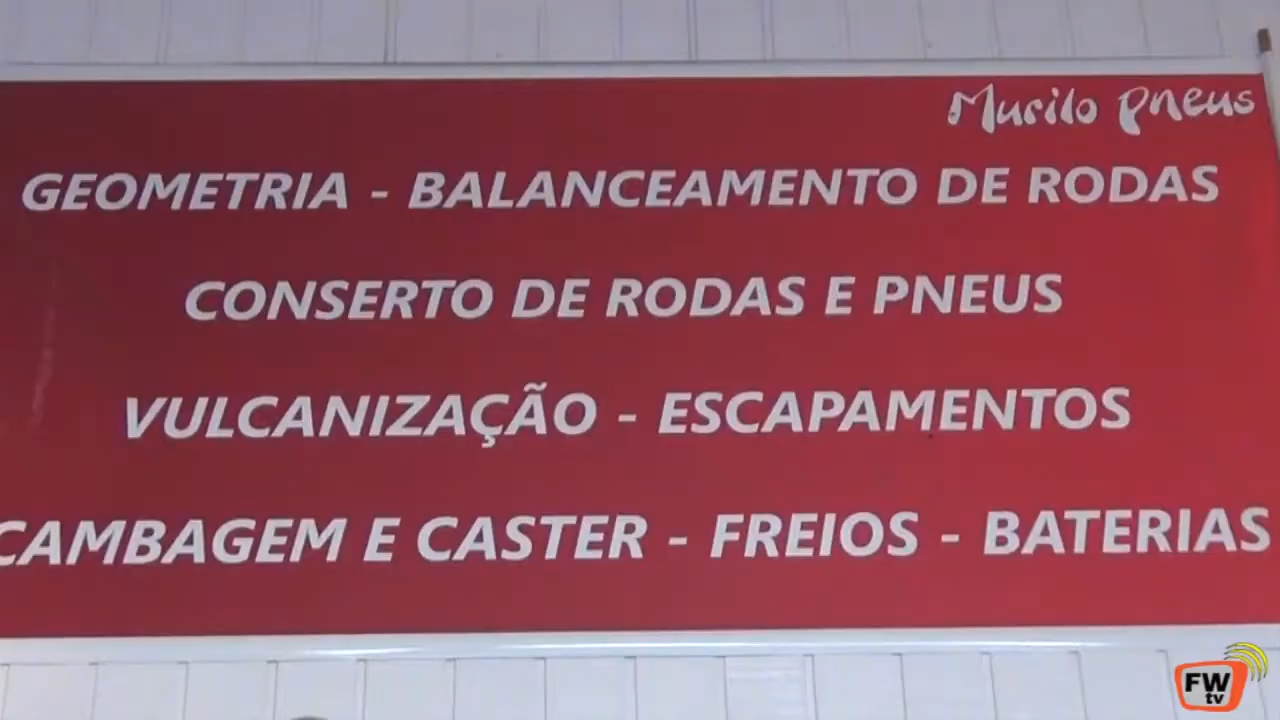 Murilo Pneus
GEOMETRIA - BALANCEAMENTO DE RODAS
CONSERTO DE RODAS E PNEUS
VULCANIZAÇÃO - ESCAPAMENTOS
CAMBAGEM E CASTER - FREIOS - BATERIAS
FW
tv